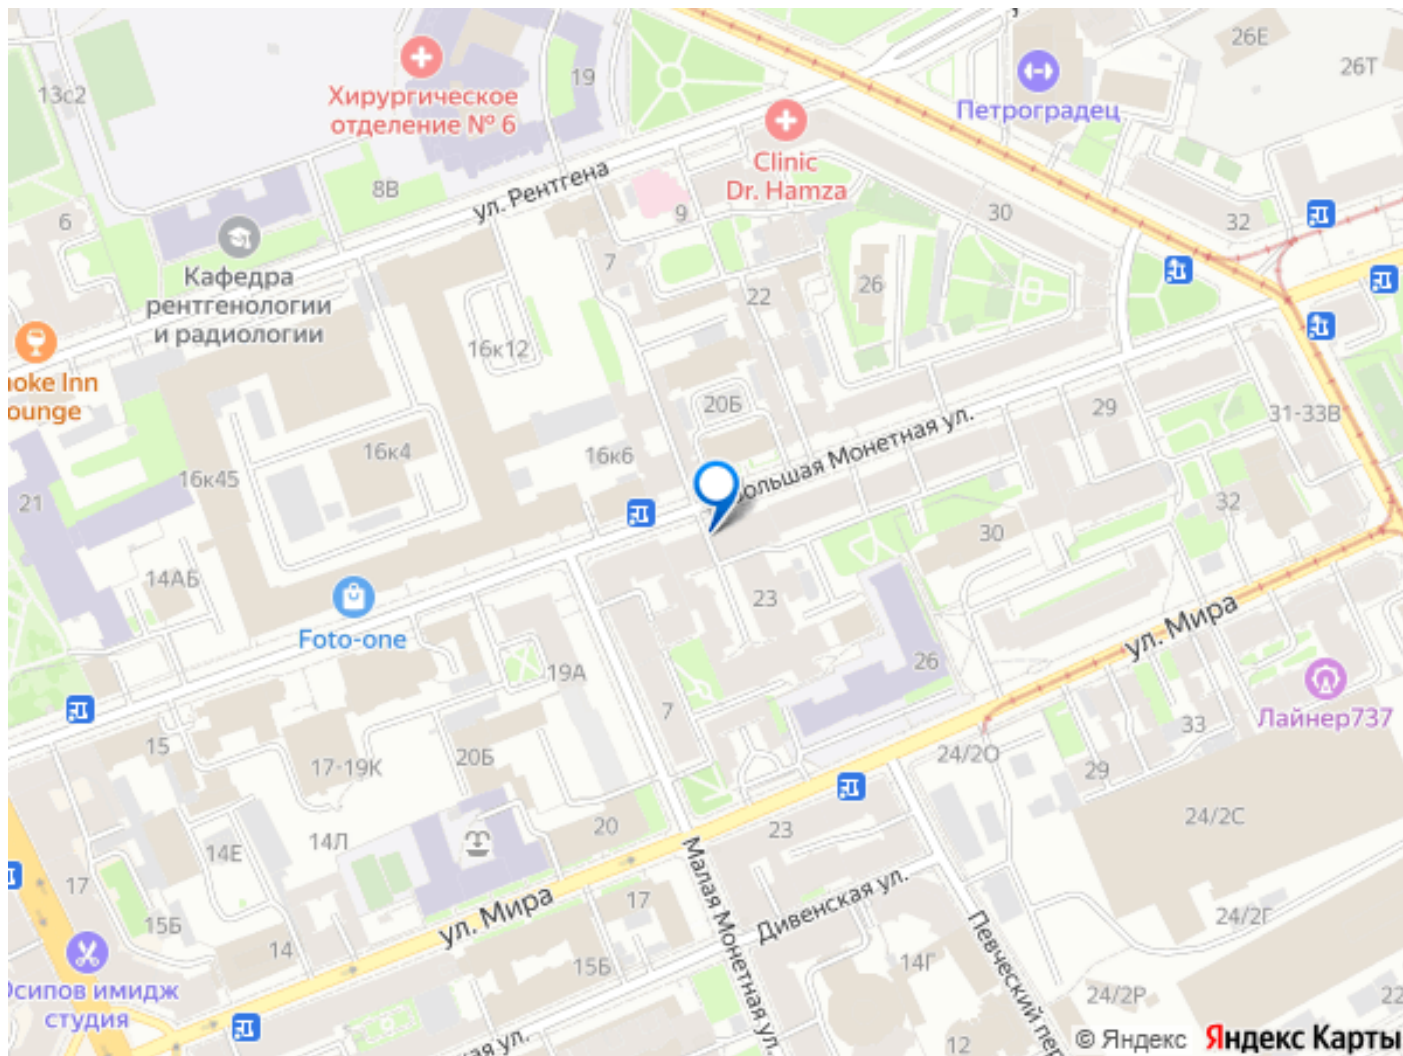 26Е
26Т
13с2
19
Хирургическое
отделение № 6
Петроградец
Clinic
Dr. Hamza
8В
ул. Рентгена
6
9
30
32
Кафедра
рентгенологии
и радиологии
7
22
26
16к12
oke Inn
ounge
20Б
29
31-33В
Большая Монетная ул.
16к4
16к6
16к45
21
32
30
14АБ
23
Foto-one
ул. Мира
26
19А
7
Лайнер737
15
17-19К
20Б
24/2О
33
29
24/2С
14Л
14Е
20
23
17
15Б
17
ул. Мира
Малая Монетная ул.
Дивенская ул.
Певческий пер
24/2Г
14
15Б
14Г
Осипов имидж
студия
24/2Р
22
12
ская ул.
© Яндекс
Яндекс Карты